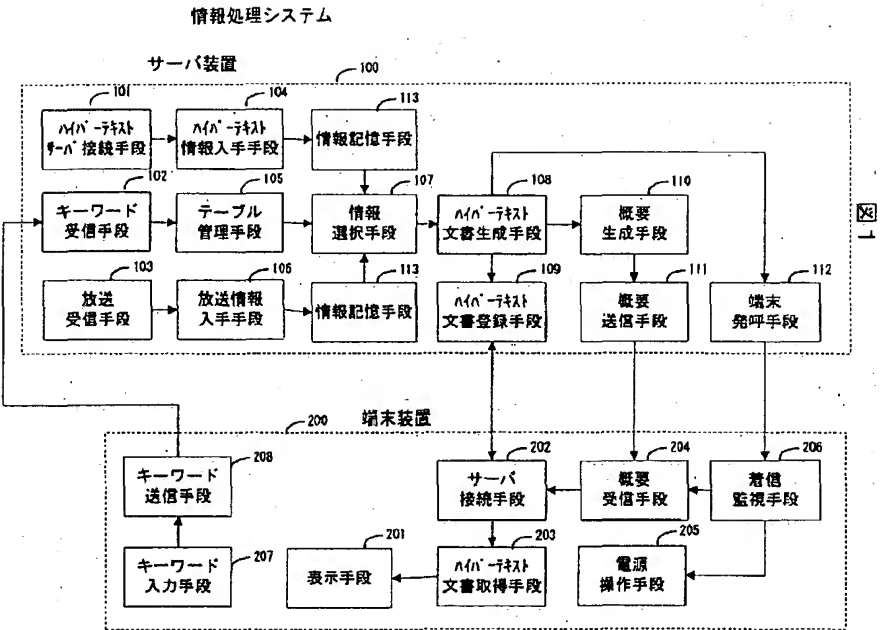 情報処理システム
サーバ装置
100
101
104
113
ハイパーテキスト
サーバ接続手段
ハイパーテキスト
情報入手手段
情報記憶手段
102
105
107
108
110
キーワード
受信手段
テーブル
管理手段
情報
選択手段
ハイパーテキスト
文書生成手段
概要
生成手段
図1
103
106
113
109
111
112
放送
受信手段
放送情報
入手手段
情報記憶手段
ハイパーテキスト
文書登録手段
概要
送信手段
端末
発呼手段
端末装置
200
208
202
204
206
キーワード
送信手段
サーバ
接続手段
概要
受信手段
着信
監視手段
207
201
203
205
キーワード
入力手段
表示手段
ハイパーテキスト
文書取得手段
電源
操作手段